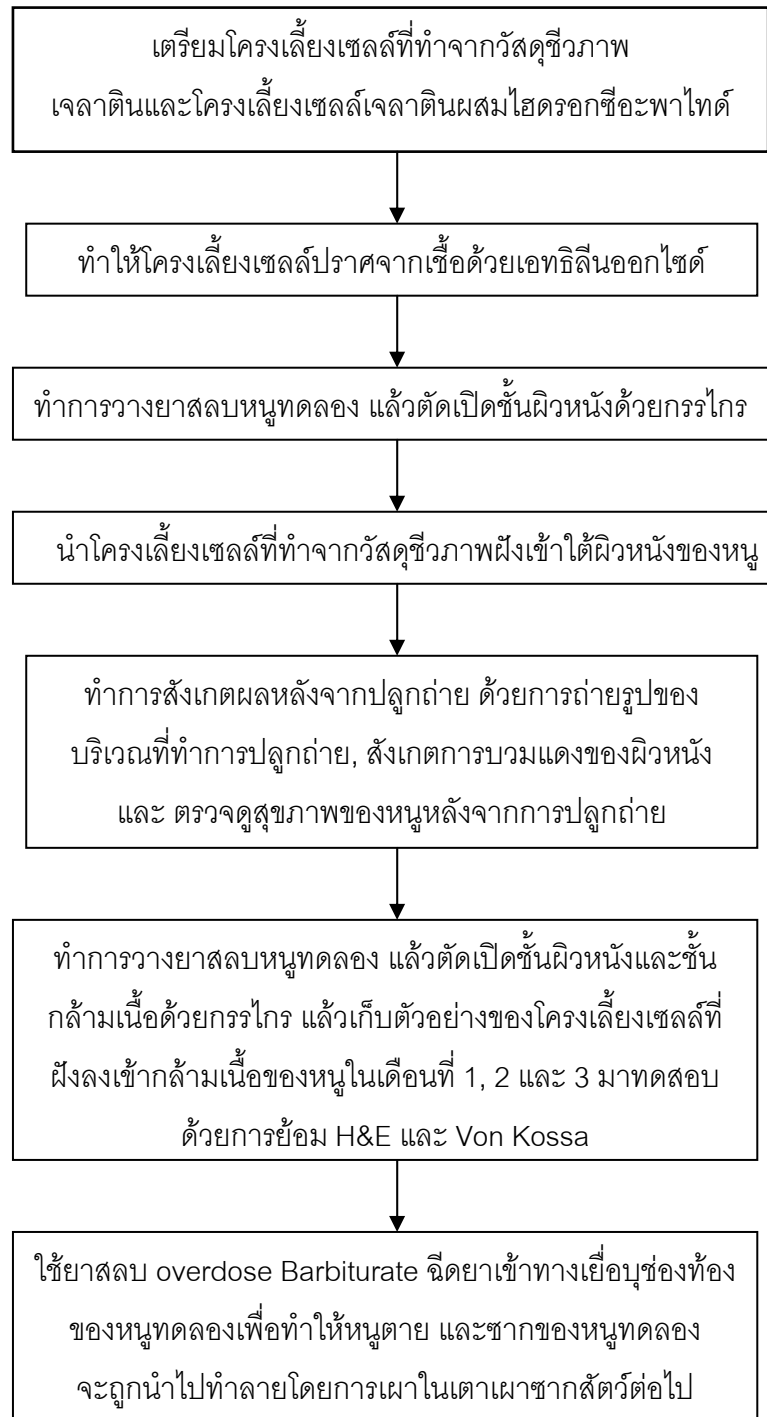 เตรียมโครงเลี้ยงเซลล์ที่ทำจากวัสดุชีวภาพ
เจลาตินและโครงเลี้ยงเซลล์เจลาตินผสมไฮดรอกซีอะพาไทด์
ทำให้โครงเลี้ยงเซลล์ปราศจากเชื้อด้วยเอทธิลีนออกไซด์
ทำการวางยาสลบหนูทดลอง แล้วตัดเปิดชั้นผิวหนังด้วยกรรไกร
นำโครงเลี้ยงเซลล์ที่ทำจากวัสดุชีวภาพฝังเข้าใต้ผิวหนังของหนู
ทำการสังเกตผลหลังจากปลูกถ่าย ด้วยการถ่ายรูปของ
บริเวณที่ทำการปลูกถ่าย, สังเกตการบวมแดงของผิวหนัง
และ ตรวจดูสุขภาพของหนูหลังจากการปลูกถ่าย
ทำการวางยาสลบหนูทดลอง แล้วตัดเปิดชั้นผิวหนังและชั้น
กล้ามเนื้อด้วยกรรไกร แล้วเก็บตัวอย่างของโครงเลี้ยงเซลล์ที่
ฝังลงเข้ากล้ามเนื้อของหนูในเดือนที่ 1, 2 และ 3 มาทดสอบ
ด้วยการย้อม H&E และ Von Kossa
ใช้ยาสลบ overdose Barbiturate ฉีดยาเข้าทางเยื่อบุช่องท้อง
ของหนูทดลองเพื่อทำให้หนูตาย และซากของหนูทดลอง
จะถูกนำไปทำลายโดยการเผาในเตาเผาซากสัตว์ต่อไป